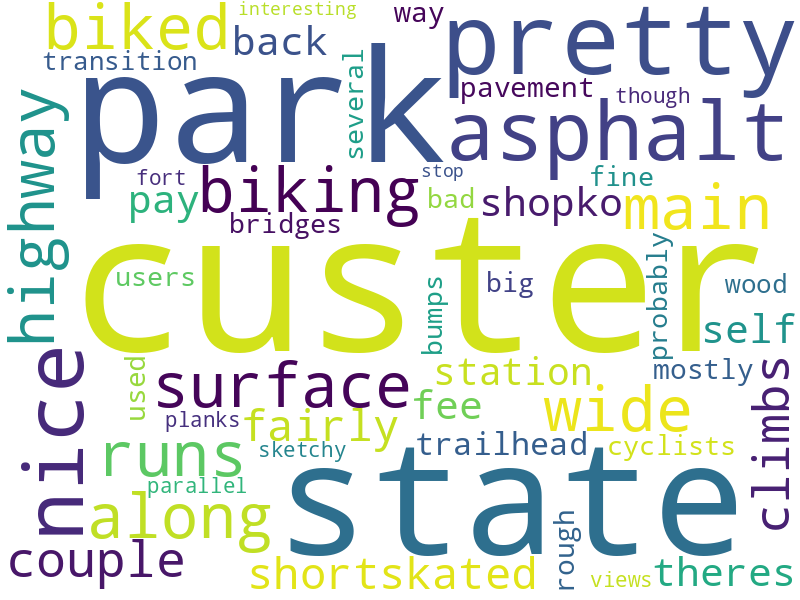 interesting
way
biked
back
pretty
transition
park
several
pavement
though
highway
asphalt
fort
stop
fine
pay
biking
bad
shopko
main
bridges
custer
users
bumps
big
probably
wood
self
nice
used
surface
station
mostly
climbs
planks
fairly
fee
wide
runs
sketchy
trailhead
cyclists
state
parallel
along
rough
couple
shortskated
views
theres